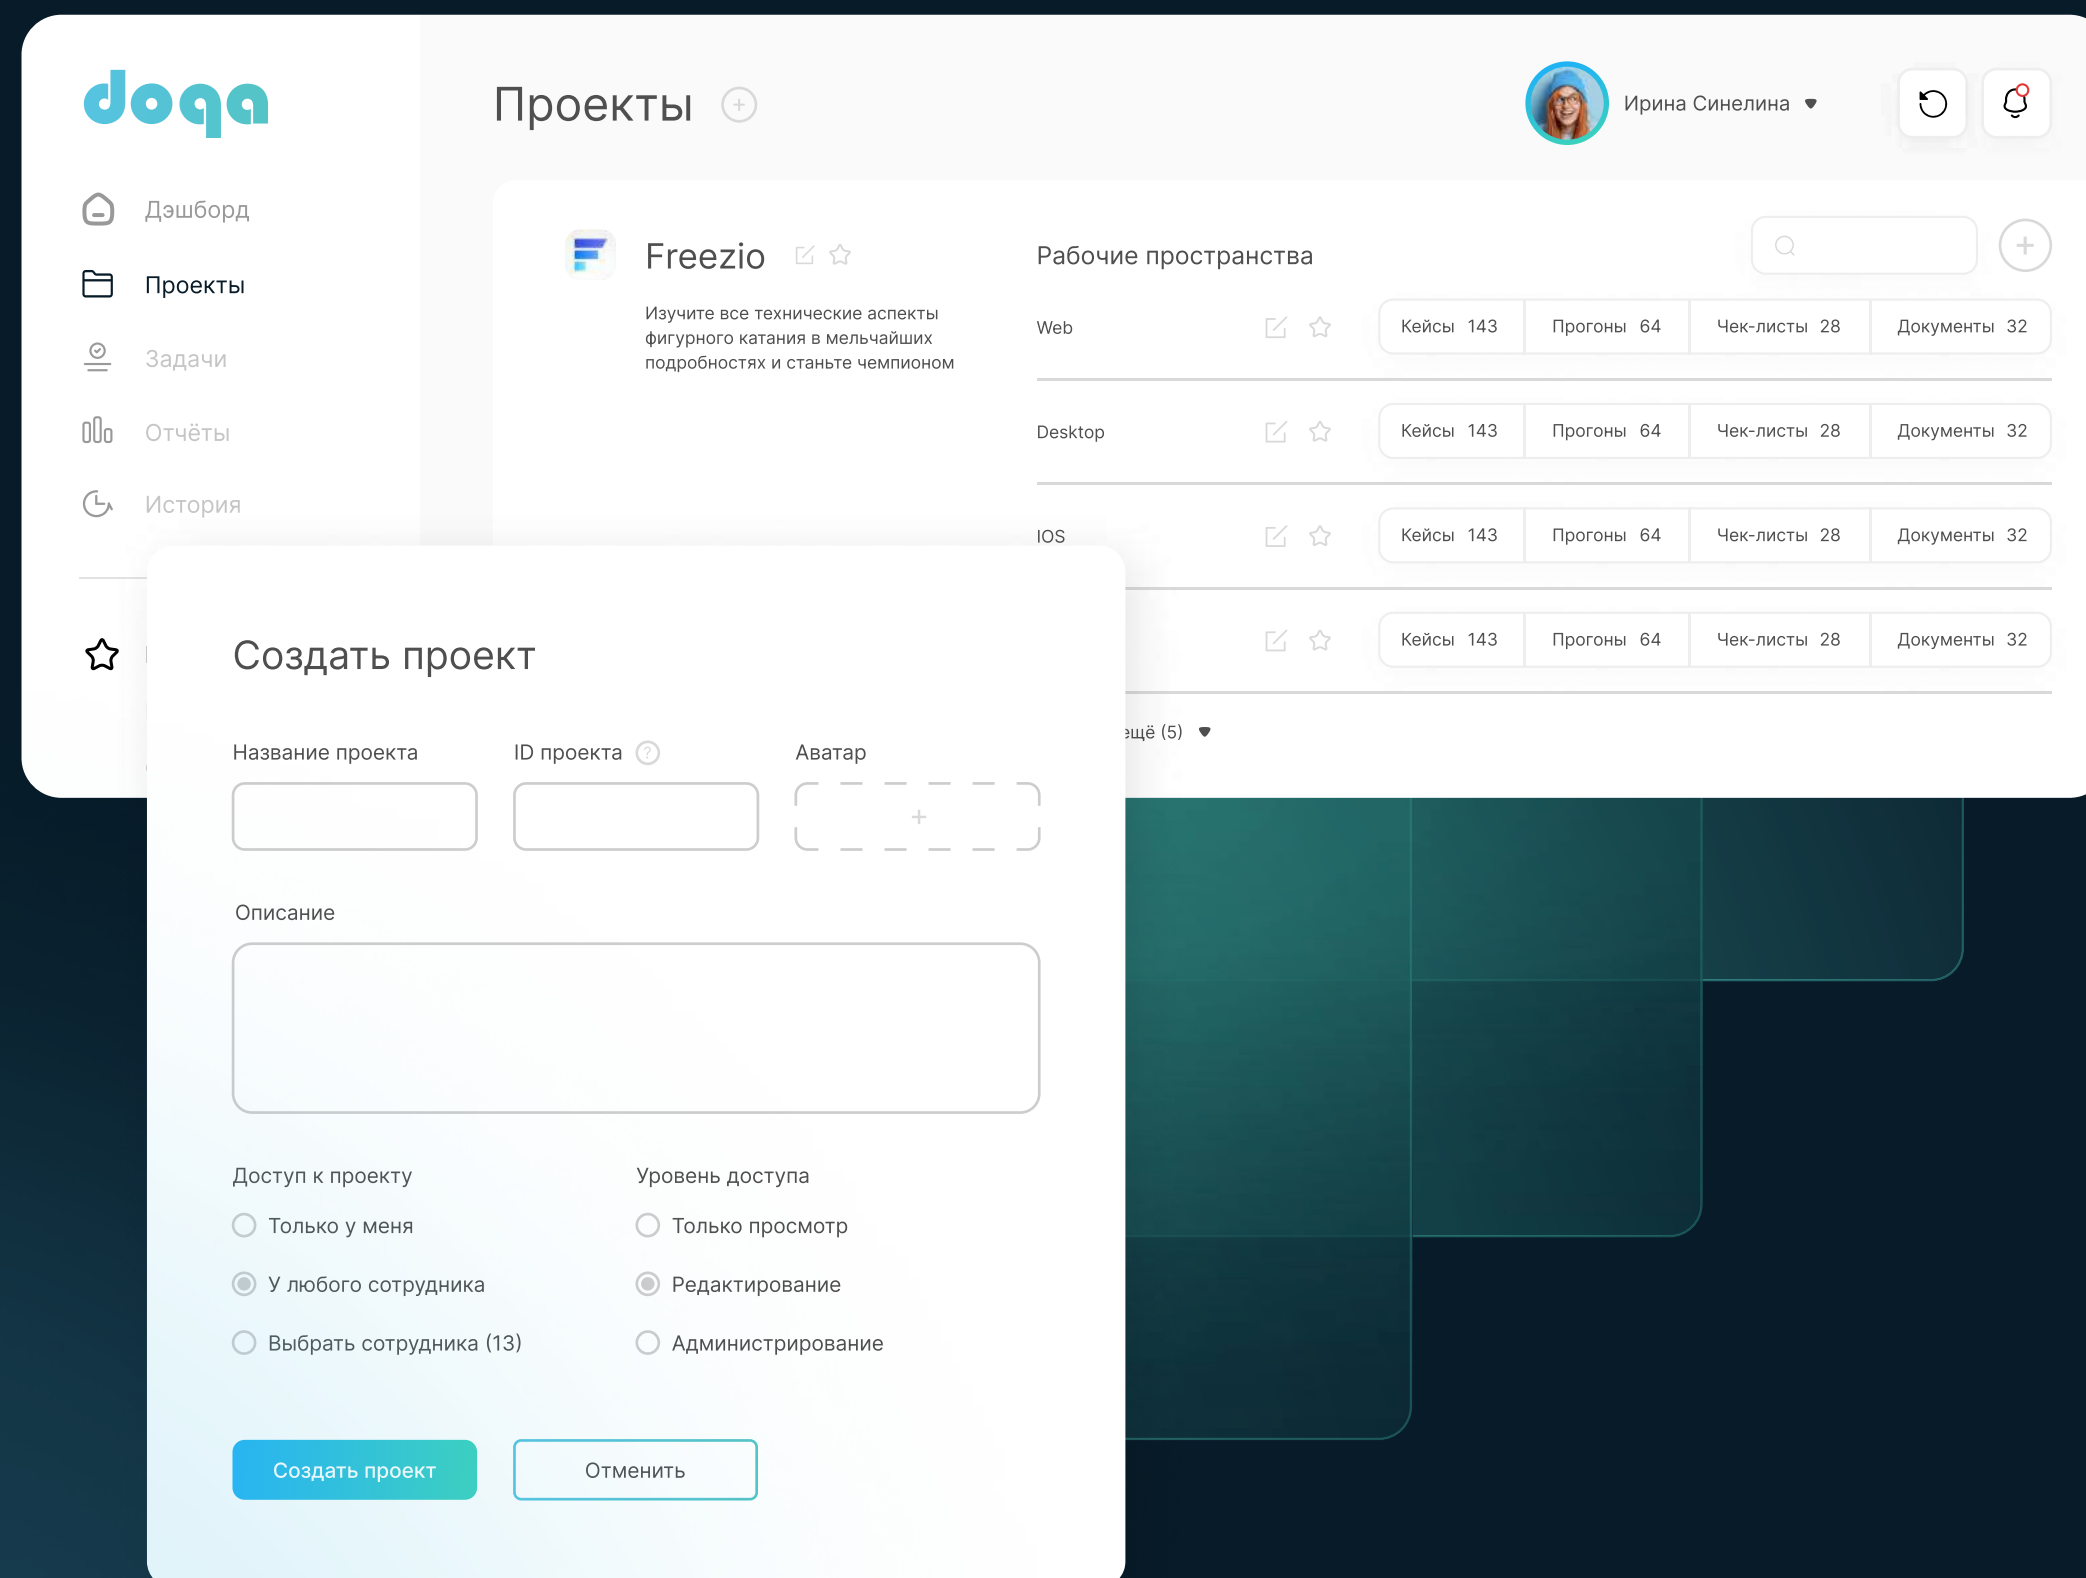 doqa
Дэшборд
Проекты
Задачи
Отчёты
История
Проекты
Ирина Синелина
Freezio
Изучите все технические аспекты
фигурного катания в мельчайших
подробностях и станьте чемпионом
Рабочие пространства
Web
Кейсы 143 Прогоны 64 Чек-листы 28 Документы 32
Desktop
Кейсы 143 Прогоны 64 Чек-листы 28 Документы 32
IOS
Кейсы 143 Прогоны 64 Чек-листы 28 Документы 32
Кейсы 143 Прогоны 64 Чек-листы 28 Документы 32
ещё (5)
Создать проект
Название проекта
ID проекта ?
Аватар
Описание
Доступ к проекту
Только у меня
У любого сотрудника
Выбрать сотрудника (13)
Уровень доступа
Только просмотр
Редактирование
Администрирование
Создать проект
Отменить